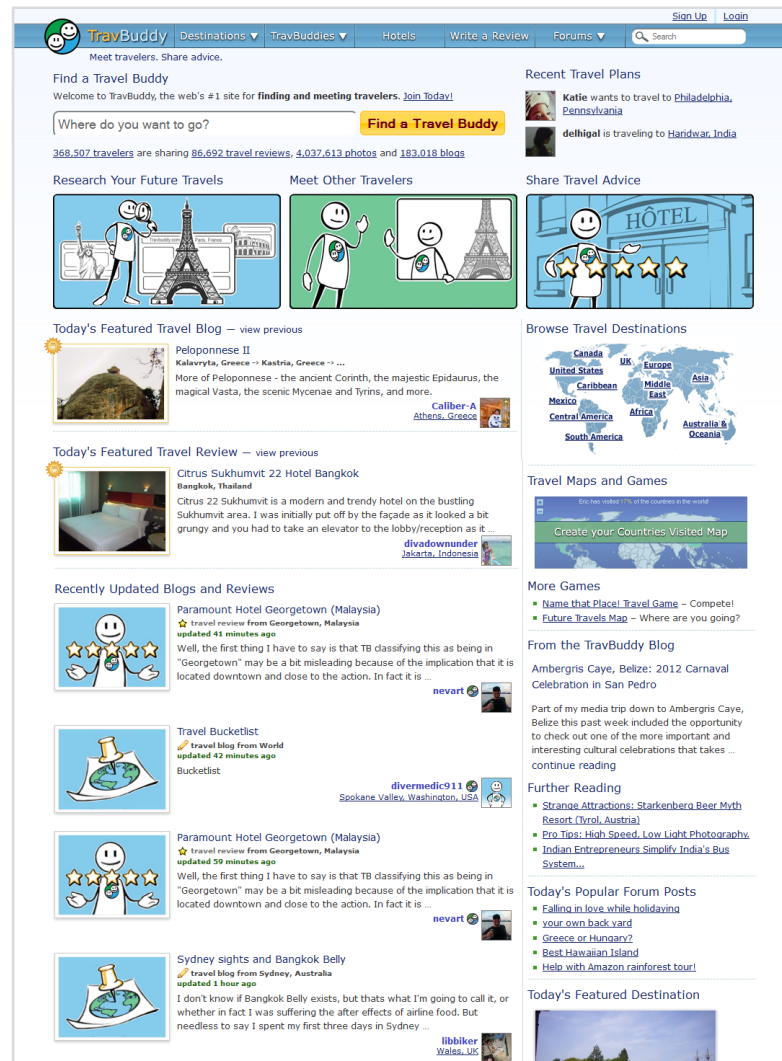 Sign Up Login
TravBuddy Destinations ▼ TravBuddies ▼ Hotels Write a Review Forums ▼ Search
Meet travelers. Share advice.
Find a Travel Buddy
Welcome to TravBuddy, the web's #1 site for finding and meeting travelers. Join Today!
Where do you want to go? Find a Travel Buddy
368,507 travelers are sharing 86,692 travel reviews, 4,037,613 photos and 183,018 blogs
Recent Travel Plans
Katie wants to travel to Philadelphia,
Pennsylvania
delhigal is traveling to Haridwar, India
Research Your Future Travels
Travbuddy.com Paris, France
Meet Other Travelers
Share Travel Advice
HÔTEL
Today's Featured Travel Blog — view previous
Peloponnese II
Kalavryta, Greece -> Kastria, Greece -> ...
More of Peloponnese - the ancient Corinth, the majestic Epidaurus, the
magical Vasta, the scenic Mycenae and Tyrins, and more.
Caliber-A
Athens, Greece
Today's Featured Travel Review — view previous
Citrus Sukhumvit 22 Hotel Bangkok
Bangkok, Thailand
Citrus 22 Sukhumvit is a modern and trendy hotel on the bustling
Sukhumvit area. I was initially put off by the façade as it looked a bit
grungy and you had to take an elevator to the lobby/reception as it ...
divadownunder
Jakarta, Indonesia
Recently Updated Blogs and Reviews
Paramount Hotel Georgetown (Malaysia)
travel review from Georgetown, Malaysia
updated 41 minutes ago
Well, the first thing I have to say is that TB classifying this as being in
"Georgetown" may be a bit misleading because of the implication that it is
located downtown and close to the action. In fact it is ...
nevart
Travel Bucketlist
travel blog from World
updated 42 minutes ago
Bucketlist
divermedic911
Spokane Valley, Washington, USA
Paramount Hotel Georgetown (Malaysia)
travel review from Georgetown, Malaysia
updated 59 minutes ago
Well, the first thing I have to say is that TB classifying this as being in
"Georgetown" may be a bit misleading because of the implication that it is
located downtown and close to the action. In fact it is ...
nevart
Sydney sights and Bangkok Belly
travel blog from Sydney, Australia
updated 1 hour ago
I don't know if Bangkok Belly exists, but thats what I'm going to call it, or
whether in fact I was suffering the after effects of airline food. But
needless to say I spent my first three days in Sydney ...
libbiker
Wales, UK
Browse Travel Destinations
Canada
UK
Europe
United States
Asia
Caribbean
Middle
East
Mexico
Africa
Central America
Australia &
Oceania
South America
Travel Maps and Games
Eric has visited 17% of the countries in the world!
Create your Countries Visited Map
More Games
Name that Place! Travel Game – Compete!
Future Travels Map – Where are you going?
From the TravBuddy Blog
Ambergris Caye, Belize: 2012 Carnaval
Celebration in San Pedro
Part of my media trip down to Ambergris Caye,
Belize this past week included the opportunity
to check out one of the more important and
interesting cultural celebrations that takes ...
continue reading
Further Reading
Strange Attractions: Starkenberg Beer Myth
Resort (Tyrol, Austria)
Pro Tips: High Speed, Low Light Photography.
Indian Entrepreneurs Simplify India's Bus
System...
Today's Popular Forum Posts
Falling in love while holidaying
your own back yard
Greece or Hungary?
Best Hawaiian Island
Help with Amazon rainforest tour!
Today's Featured Destination